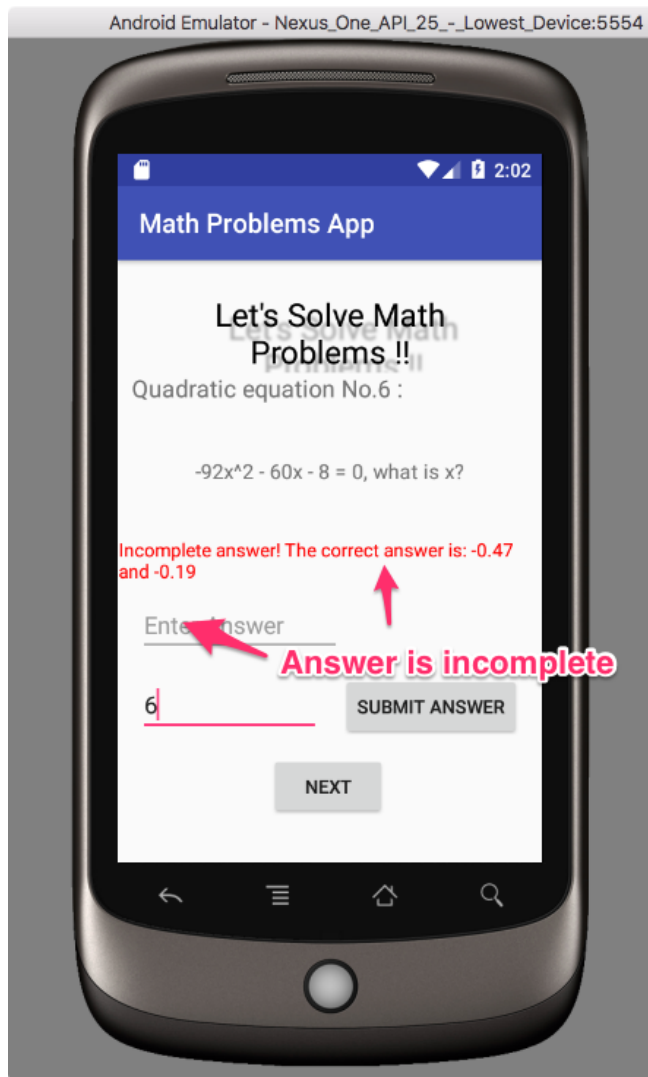 Android Emulator - Nexus_One_API_25_-_Lowest_Device:5554
2:02
Math Problems App
Let's Solve Math
Problems !!
Quadratic equation No.6 :
-92x^2 - 60x - 8 = 0, what is x?
Incomplete answer! The correct answer is: -0.47
and -0.19
Enter Answer
Answer is incomplete
6
SUBMIT ANSWER
NEXT